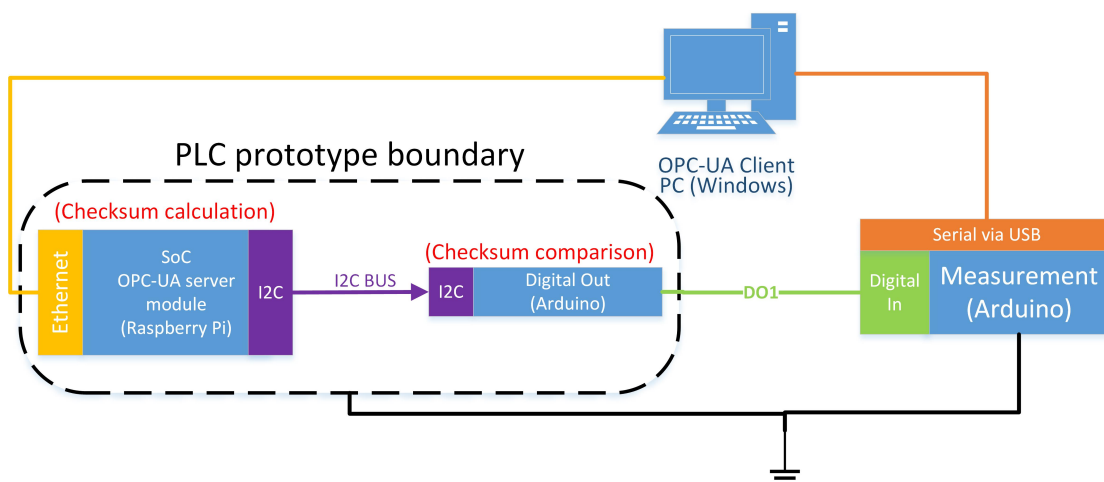 PLC prototype boundary
OPC-UA Client
PC (Windows)
(Checksum calculation)
Ethernet
SoC
OPC-UA server
module
(Raspberry Pi)
I2C
I2C BUS
(Checksum comparison)
I2C
Digital Out
(Arduino)
DO1
Serial via USB
Digital
In
Measurement
(Arduino)